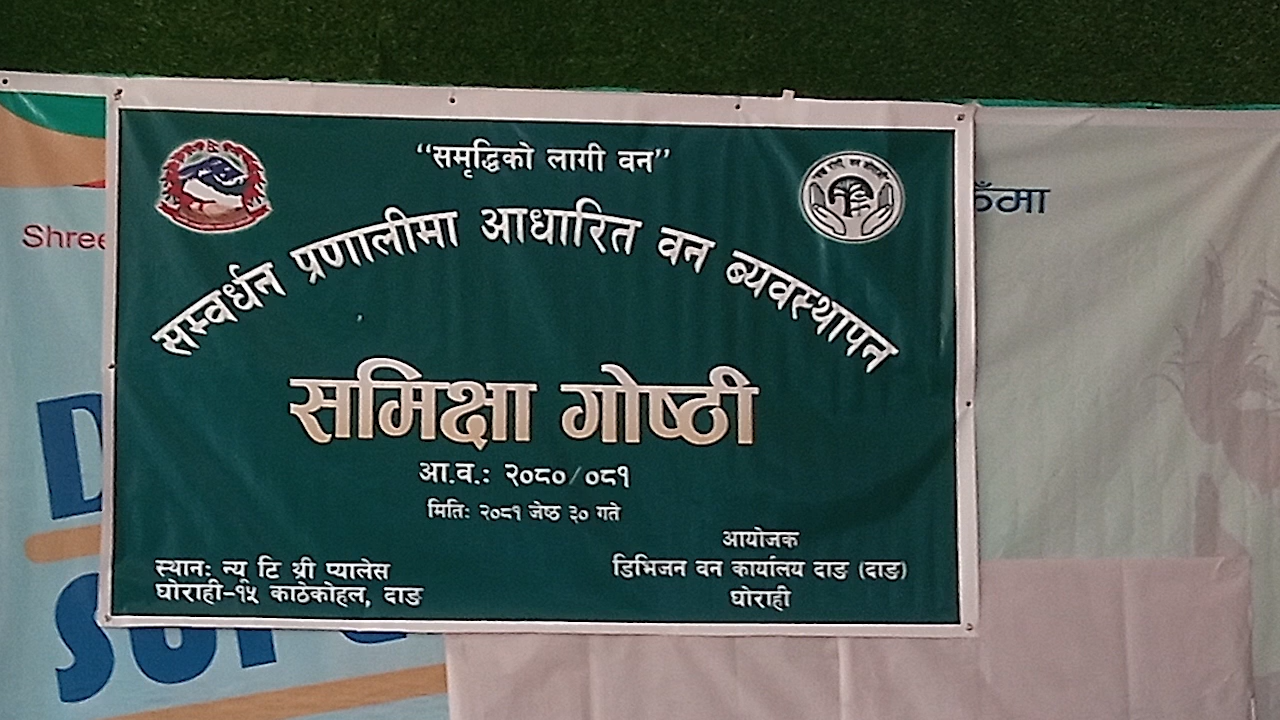 “समृद्धिको लागी वन”
सम्वर्धन प्रणालीमा आधारित वन ब्यवस्थापन
समिक्षा गोष्ठी
आ.व.: २०८०/०८१
मितिः २०८१ जेष्ठ ३० गते
आयोजक
डिभिजन वन कार्यालय दाङ (दाङ)
घोराही
स्थानः न्यू टि श्री प्यालेस
घोराही-१५ काठेकोहल, दाङ
Shree